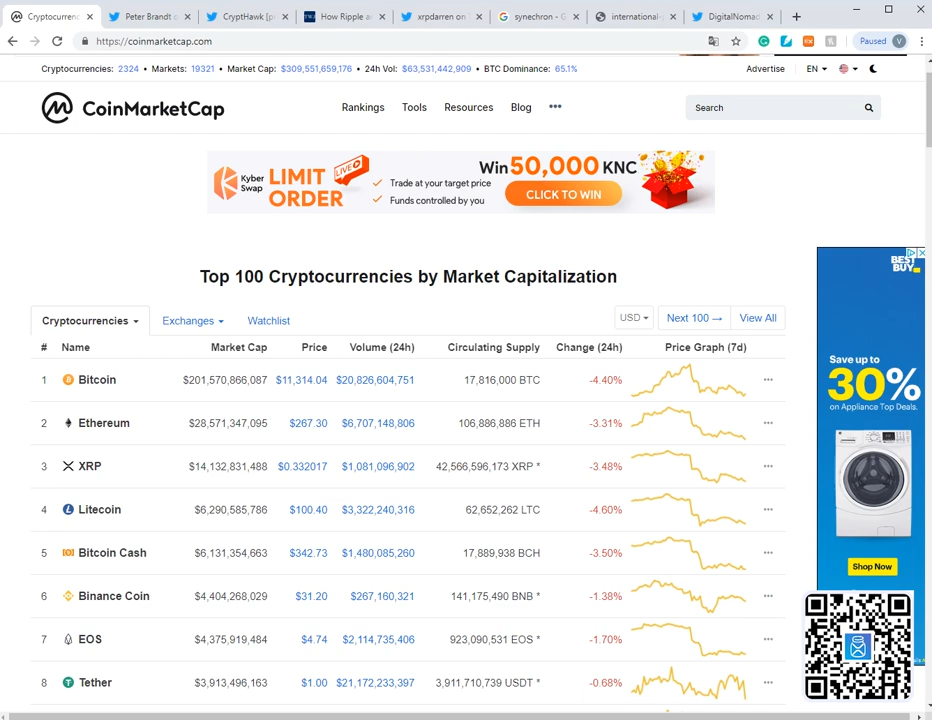 Cryptocurrenc
Peter Brandt
CryptHawk [p
How Ripple a
xrpdarren on
synechron - G
international-
DigitalNomad
https://coinmarketcap.com
Paused
V
Cryptocurrencies: 2324 • Markets: 19321 • Market Cap: $309,551,659,176 • 24h Vol: $63,531,442,909 • BTC Dominance: 65.1%
Advertise
EN
CoinMarketCap
Rankings
Tools
Resources
Blog
Search
Kyber
Swap
LIMIT
ORDER
LIVE
Trade at your target price
Funds controlled by you
Win 50,000 KNC
CLICK TO WIN
Top 100 Cryptocurrencies by Market Capitalization
Cryptocurrencies
Exchanges
Watchlist
USD
Next 100 →
View All
# Name Market Cap Price Volume (24h) Circulating Supply Change (24h) Price Graph (7d)
1 Bitcoin $201,570,866,087 $11,314.04 $20,826,604,751 17,816,000 BTC -4.40%
2 Ethereum $28,571,347,095 $267.30 $6,707,148,806 106,886,886 ETH -3.31%
3 XRP $14,132,831,488 $0.332017 $1,081,096,902 42,566,596,173 XRP * -3.48%
4 Litecoin $6,290,585,786 $100.40 $3,322,240,316 62,652,262 LTC -4.60%
5 Bitcoin Cash $6,131,354,663 $342.73 $1,480,085,260 17,889,938 BCH -3.50%
6 Binance Coin $4,404,268,029 $31.20 $267,160,321 141,175,490 BNB * -1.38%
7 EOS $4,375,919,484 $4.74 $2,114,735,406 923,090,531 EOS * -1.70%
8 Tether $3,913,496,163 $1.00 $21,172,233,397 3,911,710,739 USDT * -0.68%
BEST
BUY
Save up to
30%
on Appliance Top Deals.
Shop Now